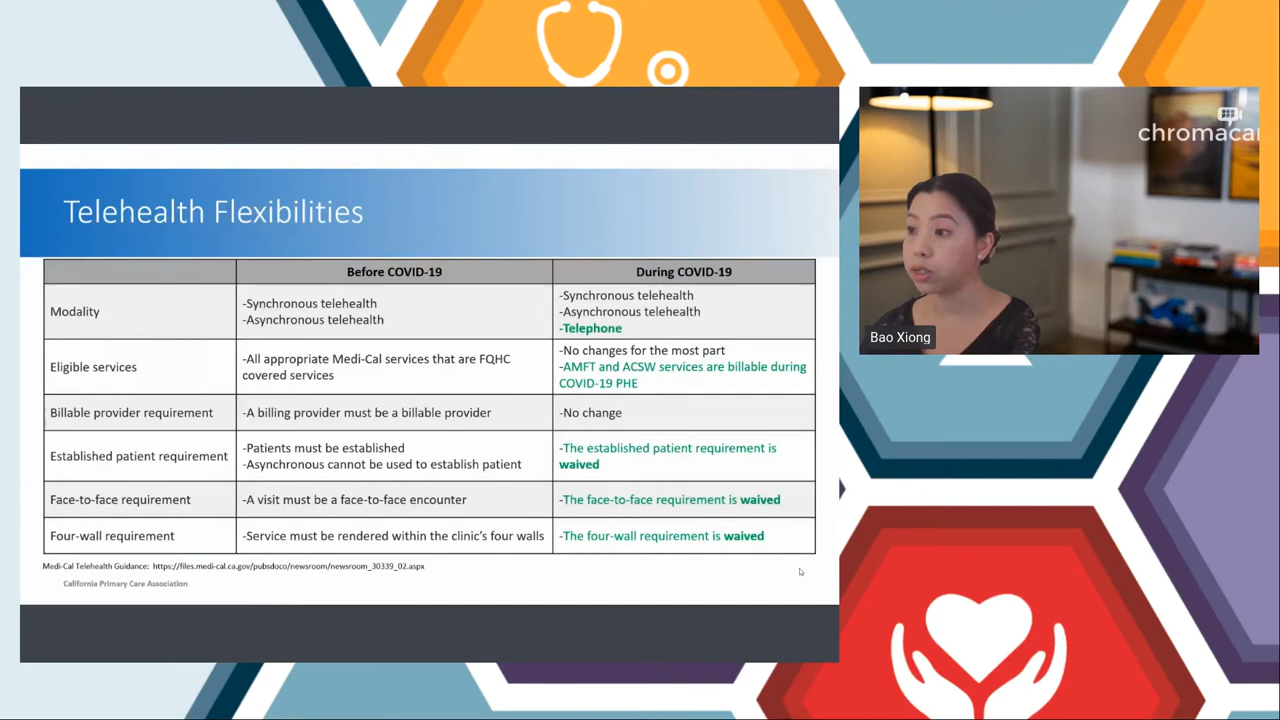 Telehealth Flexibilities
Before COVID-19
During COVID-19
Modality
-Synchronous telehealth
-Asynchronous telehealth
-Synchronous telehealth
-Asynchronous telehealth
-Telephone
Eligible services
-All appropriate Medi-Cal services that are FQHC
covered services
-No changes for the most part
-AMFT and ACSW services are billable during
COVID-19 PHE
Billable provider requirement
-A billing provider must be a billable provider
-No change
Established patient requirement
-Patients must be established
-Asynchronous cannot be used to establish patient
-The established patient requirement is
waived
Face-to-face requirement
-A visit must be a face-to-face encounter
-The face-to-face requirement is waived
Four-wall requirement
-Service must be rendered within the clinic's four walls
-The four-wall requirement is waived
Medi-Cal Telehealth Guidance: https://files.medi-cal.ca.gov/pubsdoco/newsroom/newsroom_30339_02.aspx
California Primary Care Association
chromacam
Bao Xiong